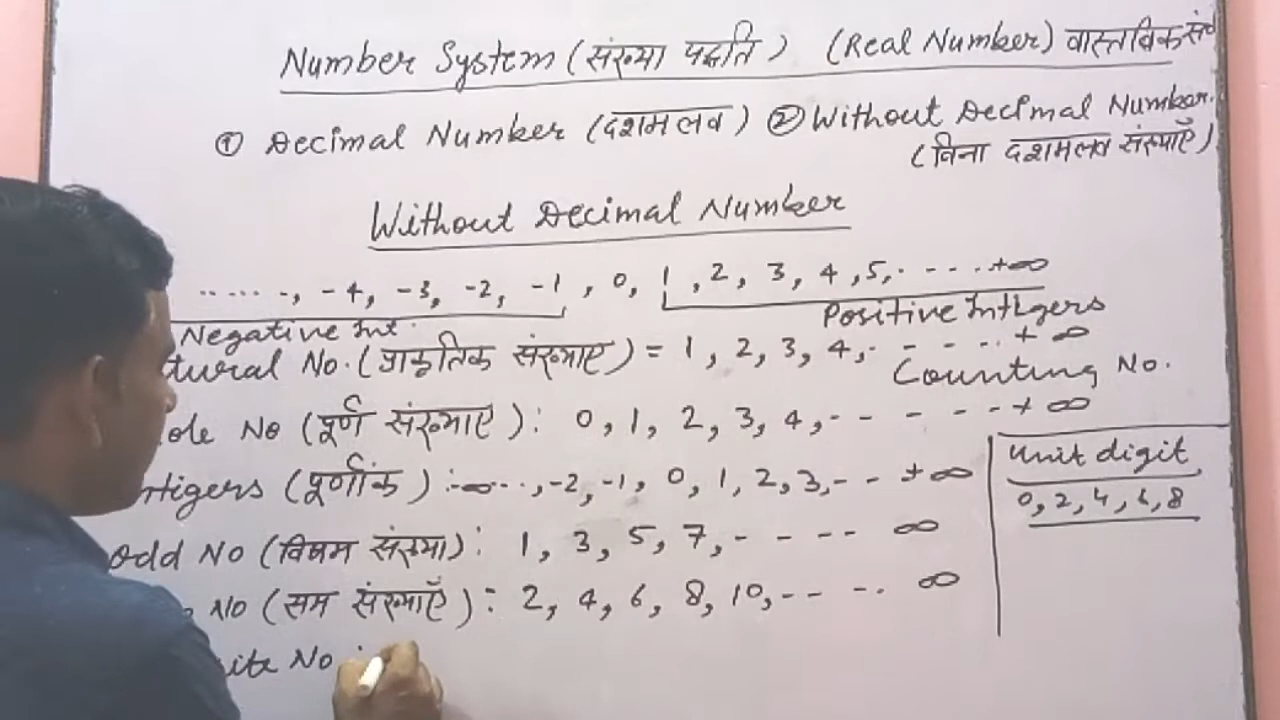 Number System (संख्या पद्धति) (Real Number) वास्तविक
① Decimal Number (दशमलव) ② Without Decimal Number.
(विना दशमलव संख्याएँ)
Without Decimal Number
......, -4, -3, -2, -1, 0, 1, 2, 3, 4, 5, . - - . . +∞
Negative Int. Positive Intigers
tural No. (प्राकृतिक संख्याए) = 1, 2, 3, 4, - - - - .. + ∞
Counting No.
ole No (पूर्ण संख्याए) : 0, 1, 2, 3, 4, - - - - - + ∞
ntigers (पूर्णांक) :- -∞ ..., -2, -1, 0, 1, 2, 3, - - + ∞
unit digit
0, 2, 4, 6, 8
odd No (विषम संख्या) : 1, 3, 5, 7, - - - - ∞
No (सम संख्याएँ) : 2, 4, 6, 8, 10, - - - . ∞
site No :